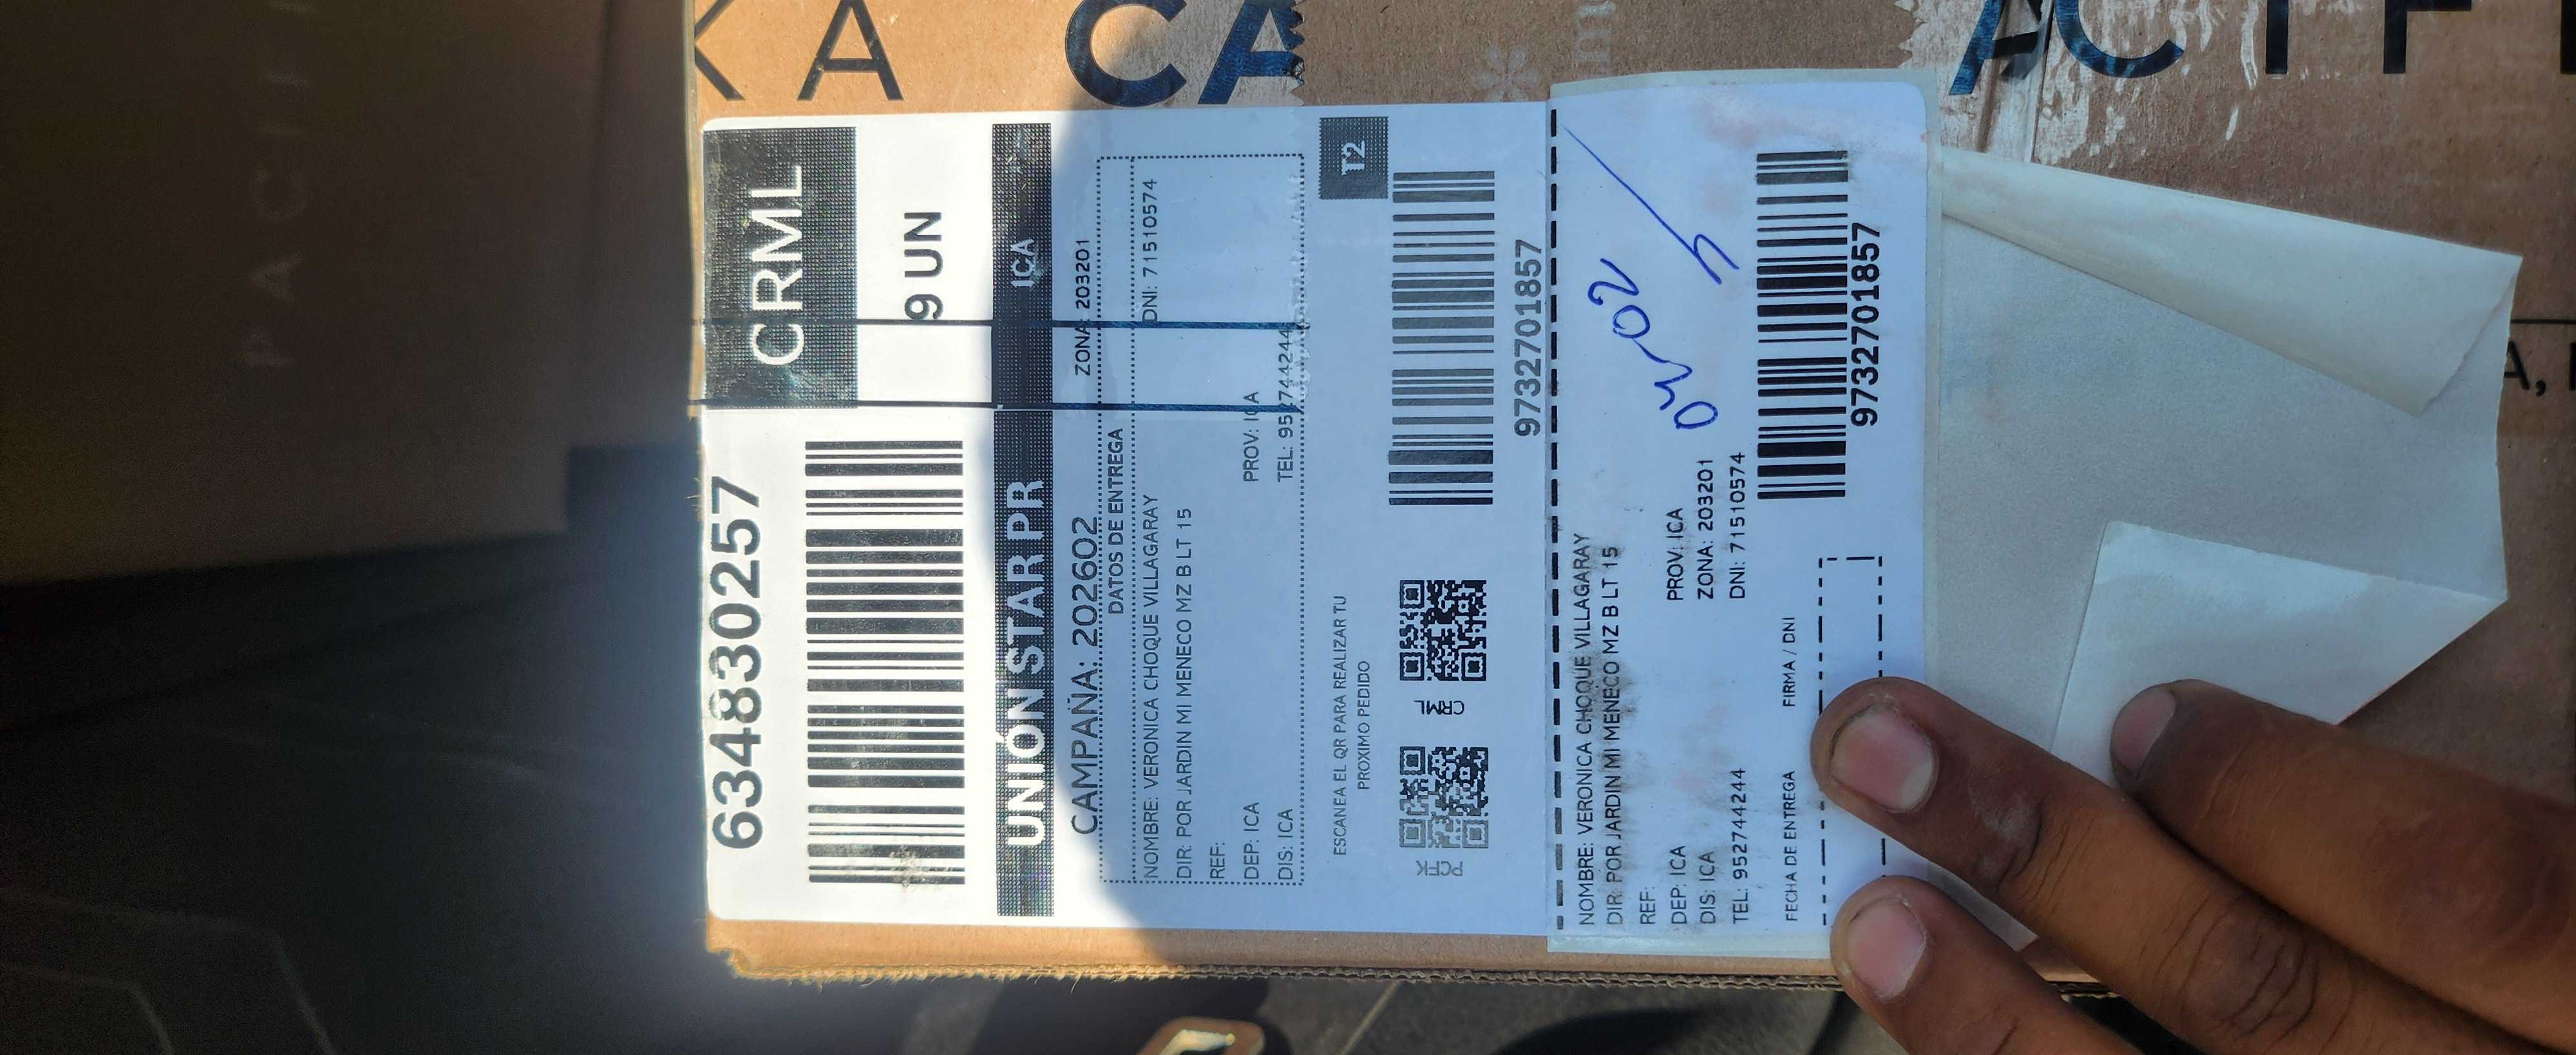 KA CA
ACTF
PACIF
634830257
CRML
9 UN
UNIÓN STAR PR ICA
CAMPAÑA: 202602 ZONA: 203201
DATOS DE ENTREGA
NOMBRE: VERONICA CHOQUE VILLAGARAY DNI: 71510574
DIR: POR JARDIN MI MENECO MZ B LT 15
REF:
DEP: ICA PROV: ICA
DIS: ICA TEL: 952744244
T2
ESCANEA EL QR PARA REALIZAR TU
PROXIMO PEDIDO
PCFK CRML
9732701857
NOMBRE: VERONICA CHOQUE VILLAGARAY
DIR: POR JARDIN MI MENECO MZ B LT 15
REF:
DEP: ICA PROV: ICA
DIS: ICA ZONA: 203201
TEL: 952744244 DNI: 71510574
FECHA DE ENTREGA FIRMA / DNI
9732701857